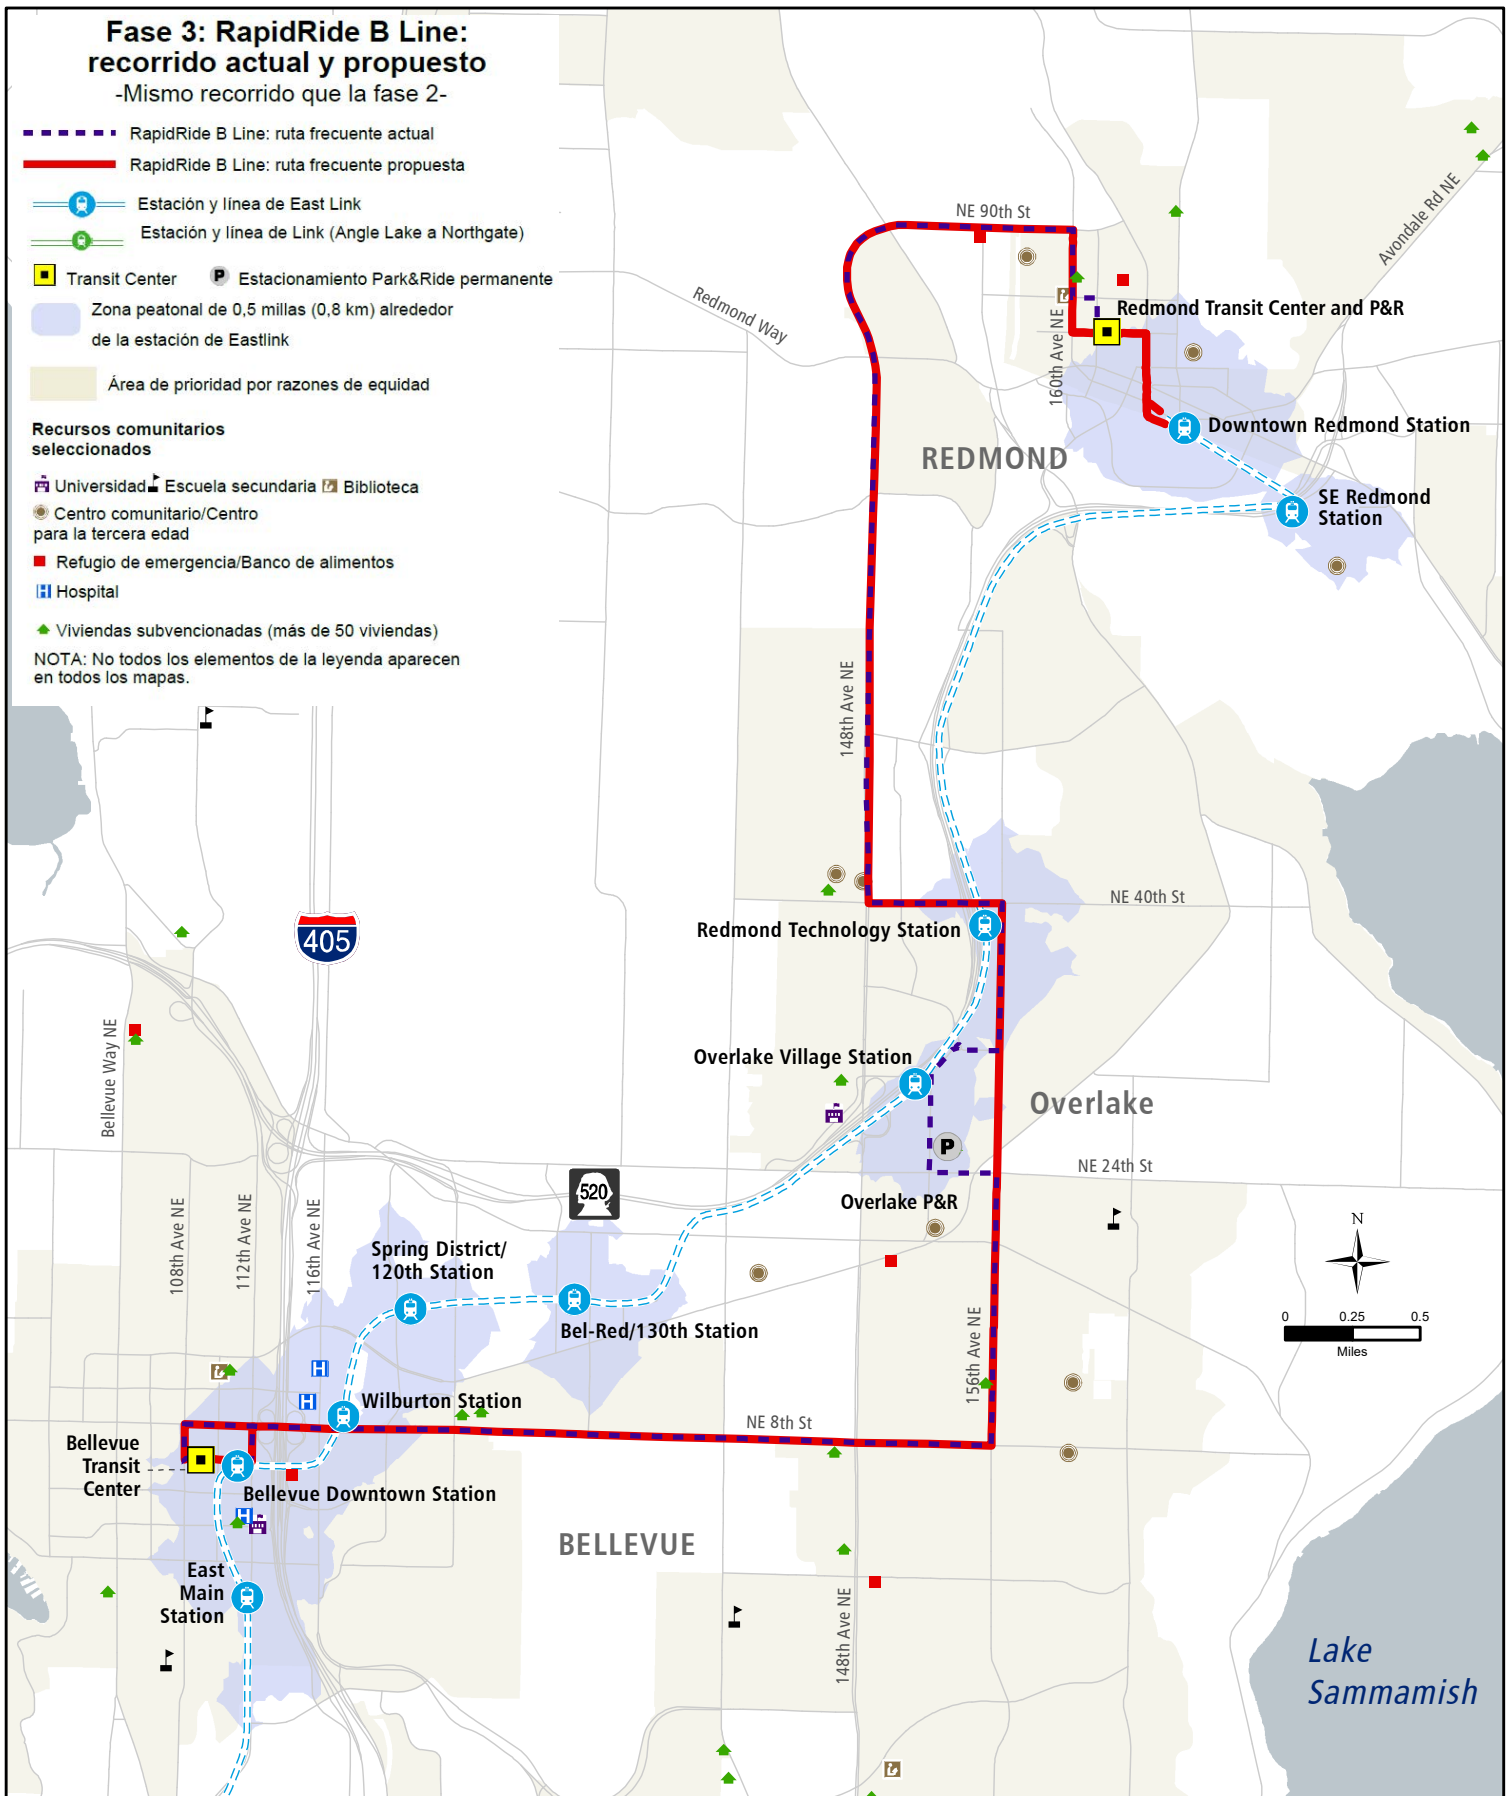 Fase 3: RapidRide B Line:
recorrido actual y propuesto
-Mismo recorrido que la fase 2-
RapidRide B Line: ruta frecuente actual
RapidRide B Line: ruta frecuente propuesta
Estación y línea de East Link
Estación y línea de Link (Angle Lake a Northgate)
Transit Center
P Estacionamiento Park&Ride permanente
Zona peatonal de 0,5 millas (0,8 km) alrededor
de la estación de Eastlink
Área de prioridad por razones de equidad
Recursos comunitarios
seleccionados
Universidad Escuela secundaria Biblioteca
Centro comunitario/Centro
para la tercera edad
Refugio de emergencia/Banco de alimentos
H Hospital
Viviendas subvencionadas (más de 50 viviendas)
NOTA: No todos los elementos de la leyenda aparecen
en todos los mapas.
NE 90th St
Avondale Rd NE
Redmond Way
Redmond Transit Center and P&R
160th Ave NE
Downtown Redmond Station
REDMOND
SE Redmond
Station
148th Ave NE
NE 40th St
Redmond Technology Station
405
Bellevue Way NE
Overlake Village Station
Overlake
P
NE 24th St
520
Overlake P&R
108th Ave NE
112th Ave NE
116th Ave NE
Spring District/
120th Station
N
0 0.25 0.5
Miles
Bel-Red/130th Station
156th Ave NE
H
H
Wilburton Station
NE 8th St
Bellevue
Transit
Center
Bellevue Downtown Station
H
BELLEVUE
East
Main
Station
148th Ave NE
Lake
Sammamish